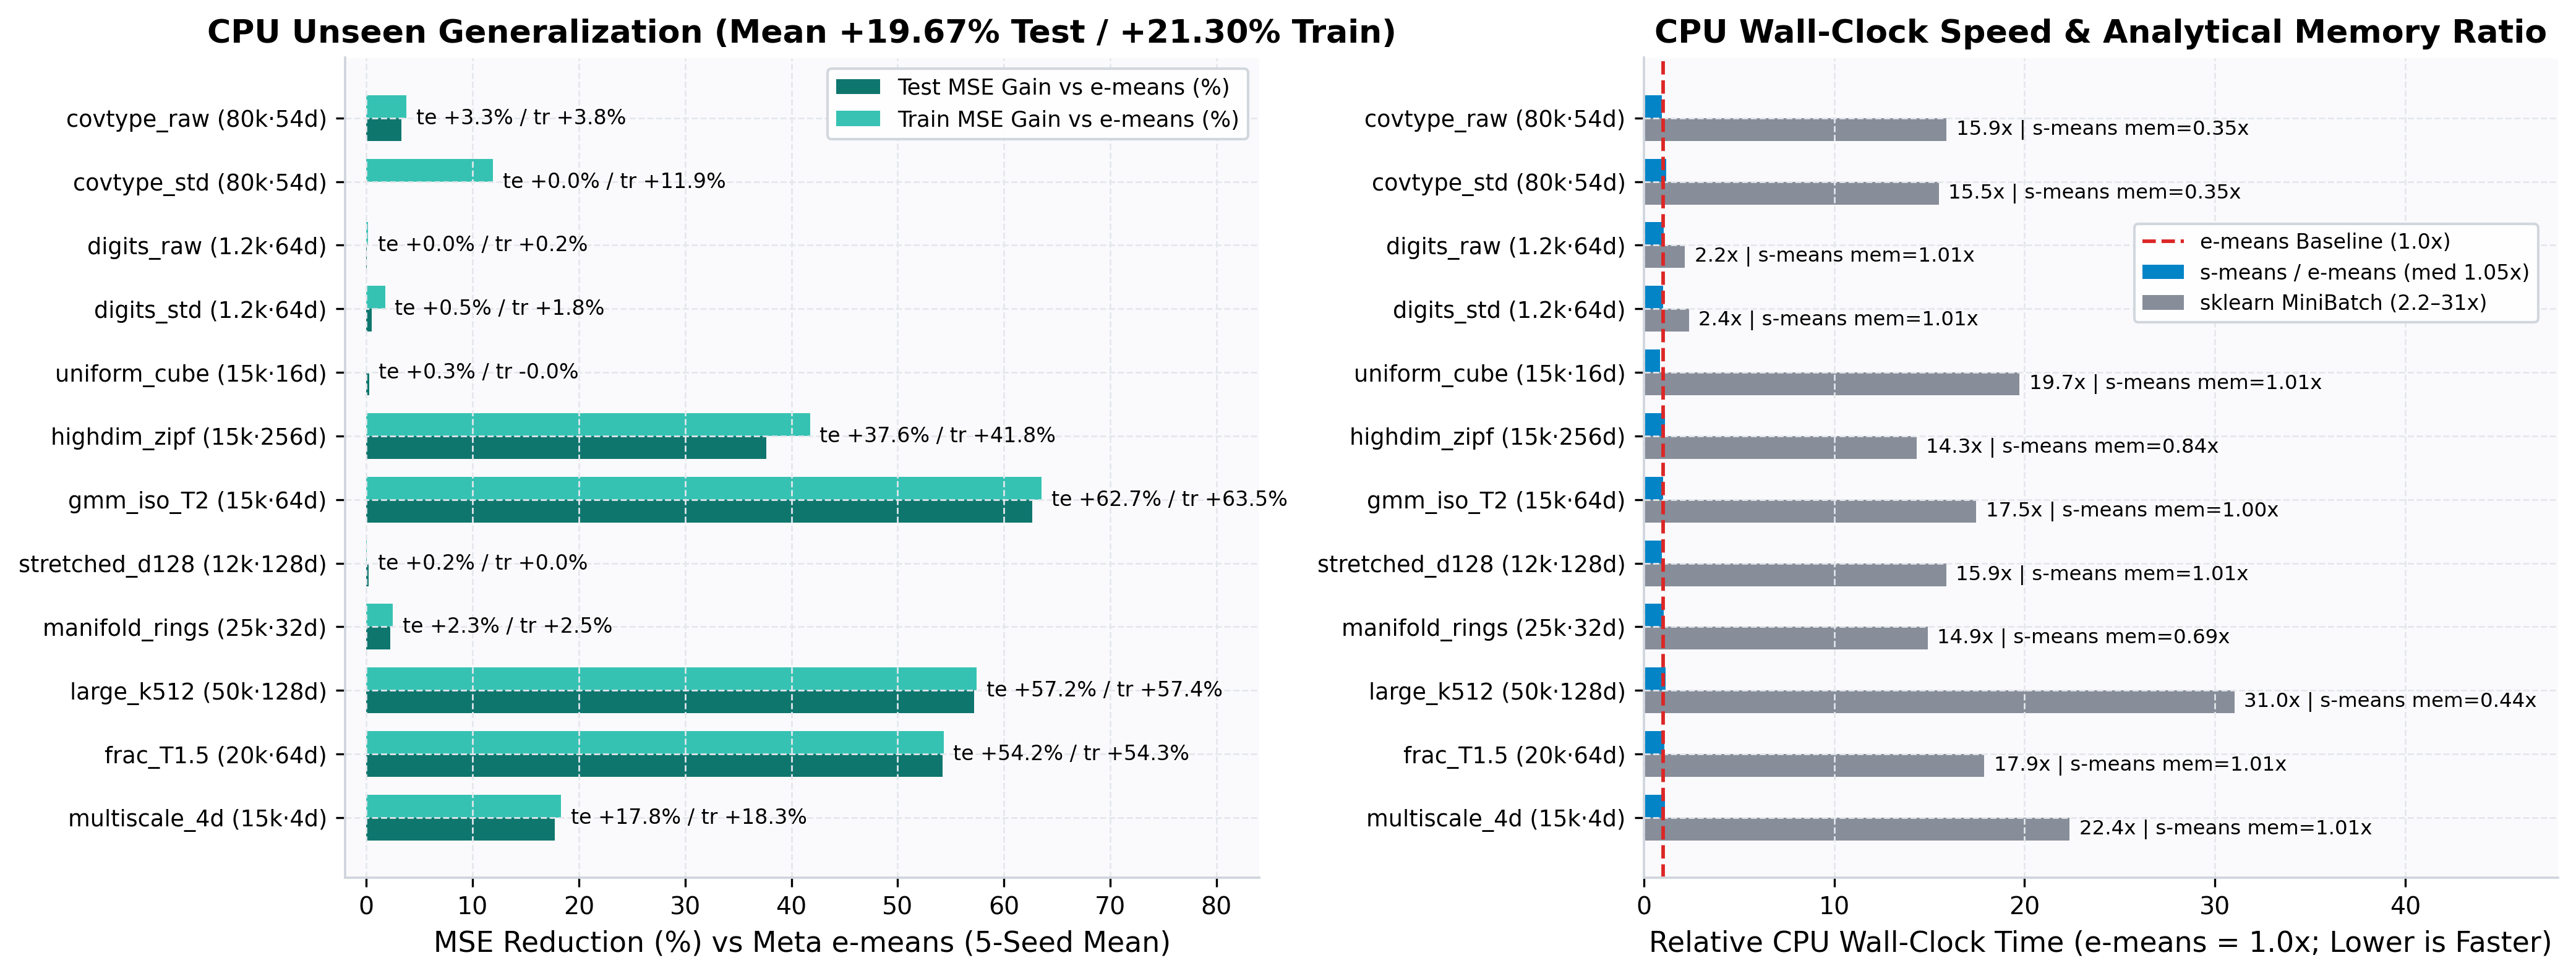 CPU Unseen Generalization (Mean +19.67% Test / +21.30% Train)
Test MSE Gain vs e-means (%)
Train MSE Gain vs e-means (%)
covtype_raw (80k·54d)
te +3.3% / tr +3.8%
covtype_std (80k·54d)
te +0.0% / tr +11.9%
digits_raw (1.2k·64d)
te +0.0% / tr +0.2%
digits_std (1.2k·64d)
te +0.5% / tr +1.8%
uniform_cube (15k·16d)
te +0.3% / tr -0.0%
highdim_zipf (15k·256d)
te +37.6% / tr +41.8%
gmm_iso_T2 (15k·64d)
te +62.7% / tr +63.5%
stretched_d128 (12k·128d)
te +0.2% / tr +0.0%
manifold_rings (25k·32d)
te +2.3% / tr +2.5%
large_k512 (50k·128d)
te +57.2% / tr +57.4%
frac_T1.5 (20k·64d)
te +54.2% / tr +54.3%
multiscale_4d (15k·4d)
te +17.8% / tr +18.3%
0 10 20 30 40 50 60 70 80
MSE Reduction (%) vs Meta e-means (5-Seed Mean)
CPU Wall-Clock Speed & Analytical Memory Ratio
e-means Baseline (1.0x)
s-means / e-means (med 1.05x)
sklearn MiniBatch (2.2–31x)
covtype_raw (80k·54d)
15.9x | s-means mem=0.35x
covtype_std (80k·54d)
15.5x | s-means mem=0.35x
digits_raw (1.2k·64d)
2.2x | s-means mem=1.01x
digits_std (1.2k·64d)
2.4x | s-means mem=1.01x
uniform_cube (15k·16d)
19.7x | s-means mem=1.01x
highdim_zipf (15k·256d)
14.3x | s-means mem=0.84x
gmm_iso_T2 (15k·64d)
17.5x | s-means mem=1.00x
stretched_d128 (12k·128d)
15.9x | s-means mem=1.01x
manifold_rings (25k·32d)
14.9x | s-means mem=0.69x
large_k512 (50k·128d)
31.0x | s-means mem=0.44x
frac_T1.5 (20k·64d)
17.9x | s-means mem=1.01x
multiscale_4d (15k·4d)
22.4x | s-means mem=1.01x
0 10 20 30 40
Relative CPU Wall-Clock Time (e-means = 1.0x; Lower is Faster)